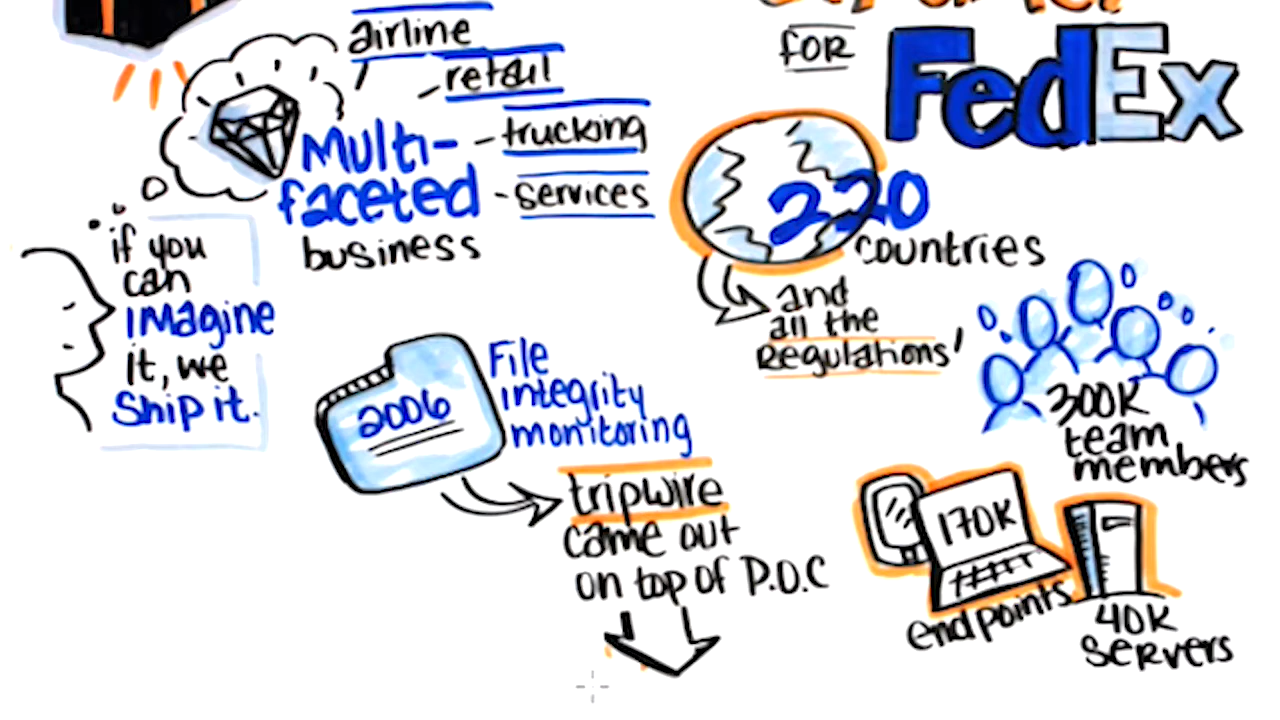 airline
retail
trucking
services
Multi-
faceted
business
if you
can
imagine
it, we
Ship it.
for
FedEx
220
countries
and
all the
Regulations!
300K
team
members
2006
File
integrity
monitoring
tripwire
came out
on top of P.O.C
170K
endpoints
40K
servers